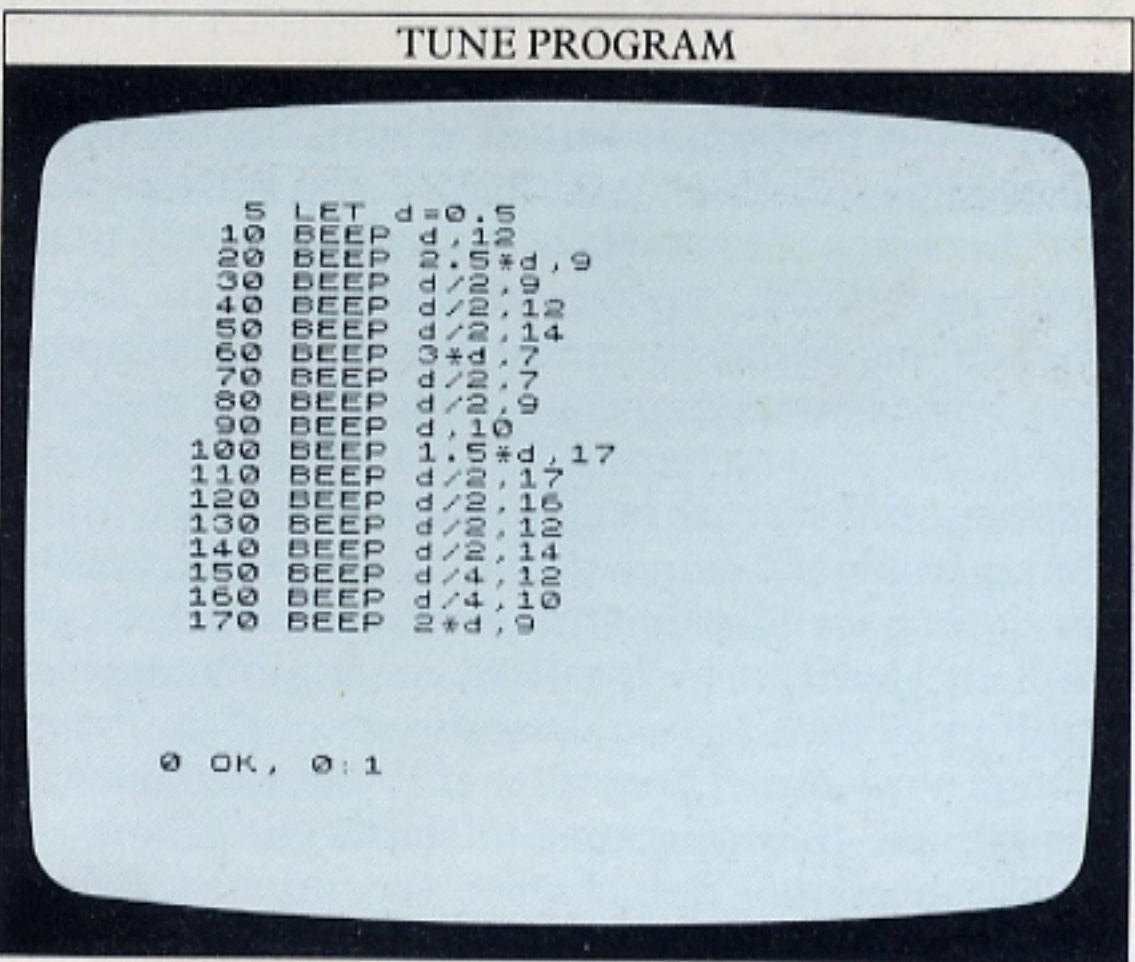 TUNE PROGRAM
5 LET d=0.5
10 BEEP d,12
20 BEEP 2.5*d,9
30 BEEP d/2,9
40 BEEP d/2,12
50 BEEP d/2,14
60 BEEP 3*d,7
70 BEEP d/2,7
80 BEEP d/2,9
90 BEEP d,10
100 BEEP 1.5*d,17
110 BEEP d/2,17
120 BEEP d/2,16
130 BEEP d/2,12
140 BEEP d/2,14
150 BEEP d/4,12
160 BEEP d/4,10
170 BEEP 2*d,9
0 OK, 0:1